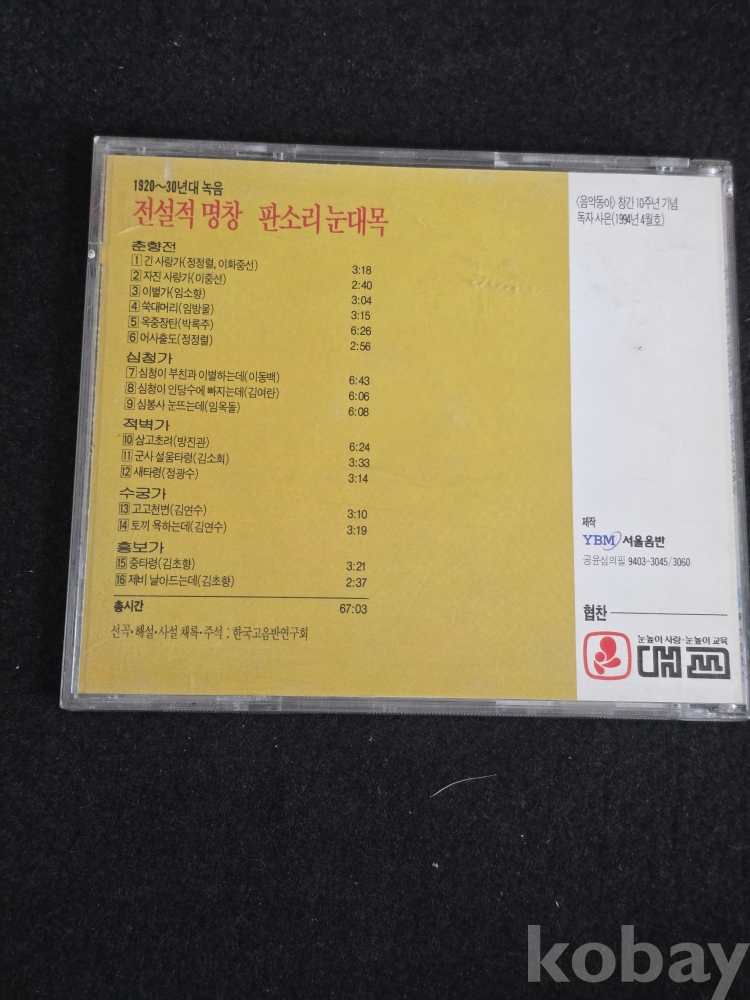 1920~30년대 녹음
전설적 명창 판소리 눈대목
춘향전
1 긴 사랑가(정정렬, 이화중선) 3:18
2 자진 사랑가(이중선) 2:40
3 이별가(임소향) 3:04
4 쑥대머리(임방울) 3:15
5 옥중장탄(박록주) 6:26
6 어사출도(정정렬) 2:56
심청가
7 심청이 부친과 이별하는데(이동백) 6:43
8 심청이 인당수에 빠지는데(김여란) 6:06
9 심봉사 눈뜨는데(임옥돌) 6:08
적벽가
10 삼고초려(방진관) 6:24
11 군사 설움타령(김소희) 3:33
12 새타령(정광수) 3:14
수궁가
13 고고천변(김연수) 3:10
14 토끼 욕하는데(김연수) 3:19
흥보가
15 중타령(김초향) 3:21
16 제비 날아드는데(김초향) 2:37
총시간 67:03
선곡·해설·사설 채록·주석 : 한국고음반연구회
〈음악동아〉 창간 10주년 기념
독자 사은(1994년 4월호)
제작
YBM 서울음반
공윤심의필 9403-3045/3060
협찬
눈높이 사랑·눈높이 교육
대교
kobay